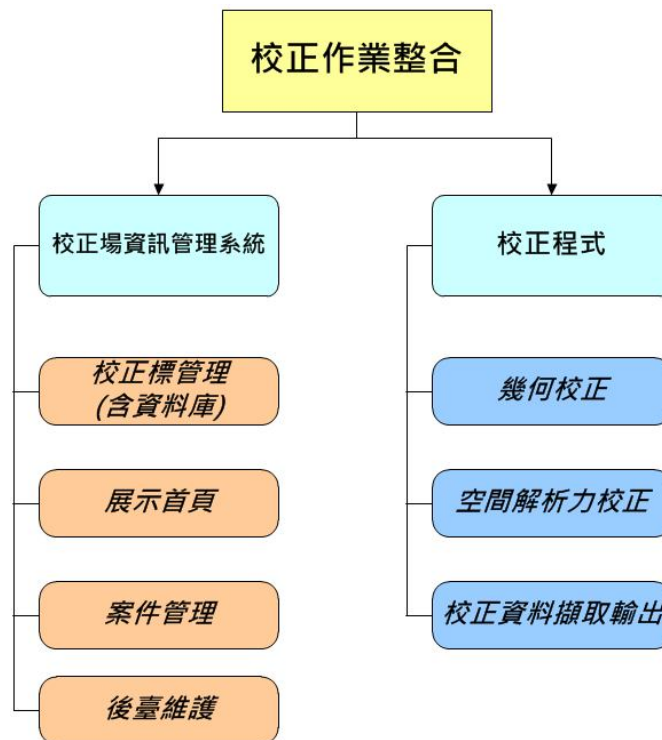 校正作業整合
校正場資訊管理系統
校正標管理
(含資料庫)
展示首頁
案件管理
後臺維護
校正程式
幾何校正
空間解析力校正
校正資料擷取輸出